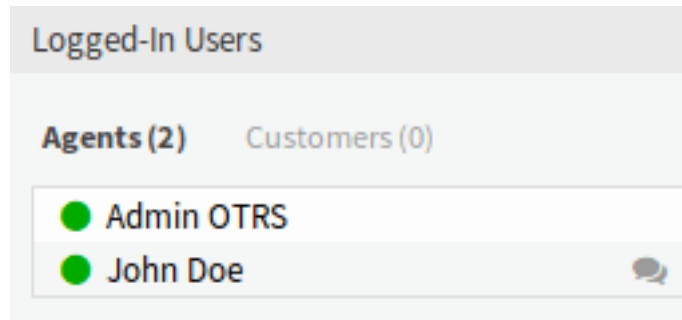 Logged-In Users
Agents (2) Customers (0)
Admin OTRS
John Doe